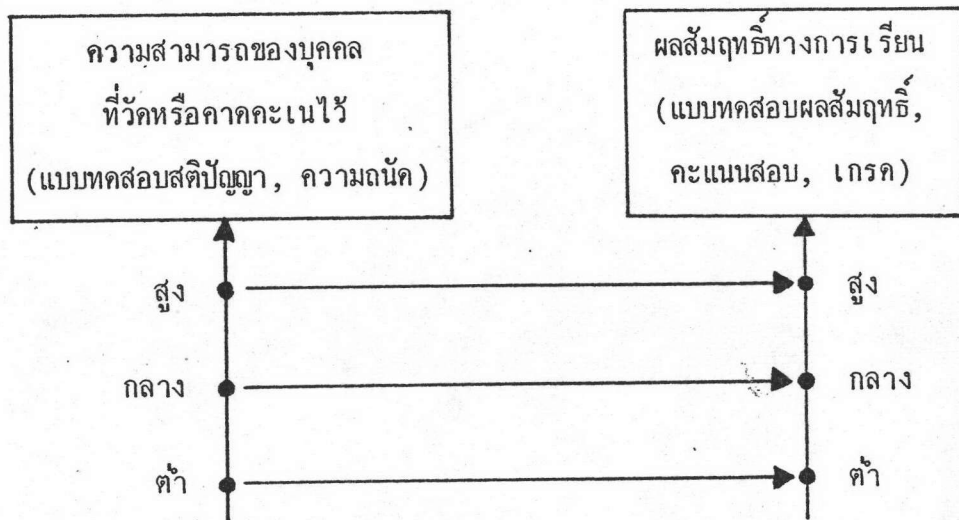 ความสามารถของบุคคล
ที่วัดหรือคาดคะเนไว้
(แบบทดสอบสติปัญญา, ความถนัด)
ผลสัมฤทธิ์ทางการเรียน
(แบบทดสอบผลสัมฤทธิ์,
คะแนนสอบ, เกรด)
สูง
สูง
กลาง
กลาง
ต่ำ
ต่ำ